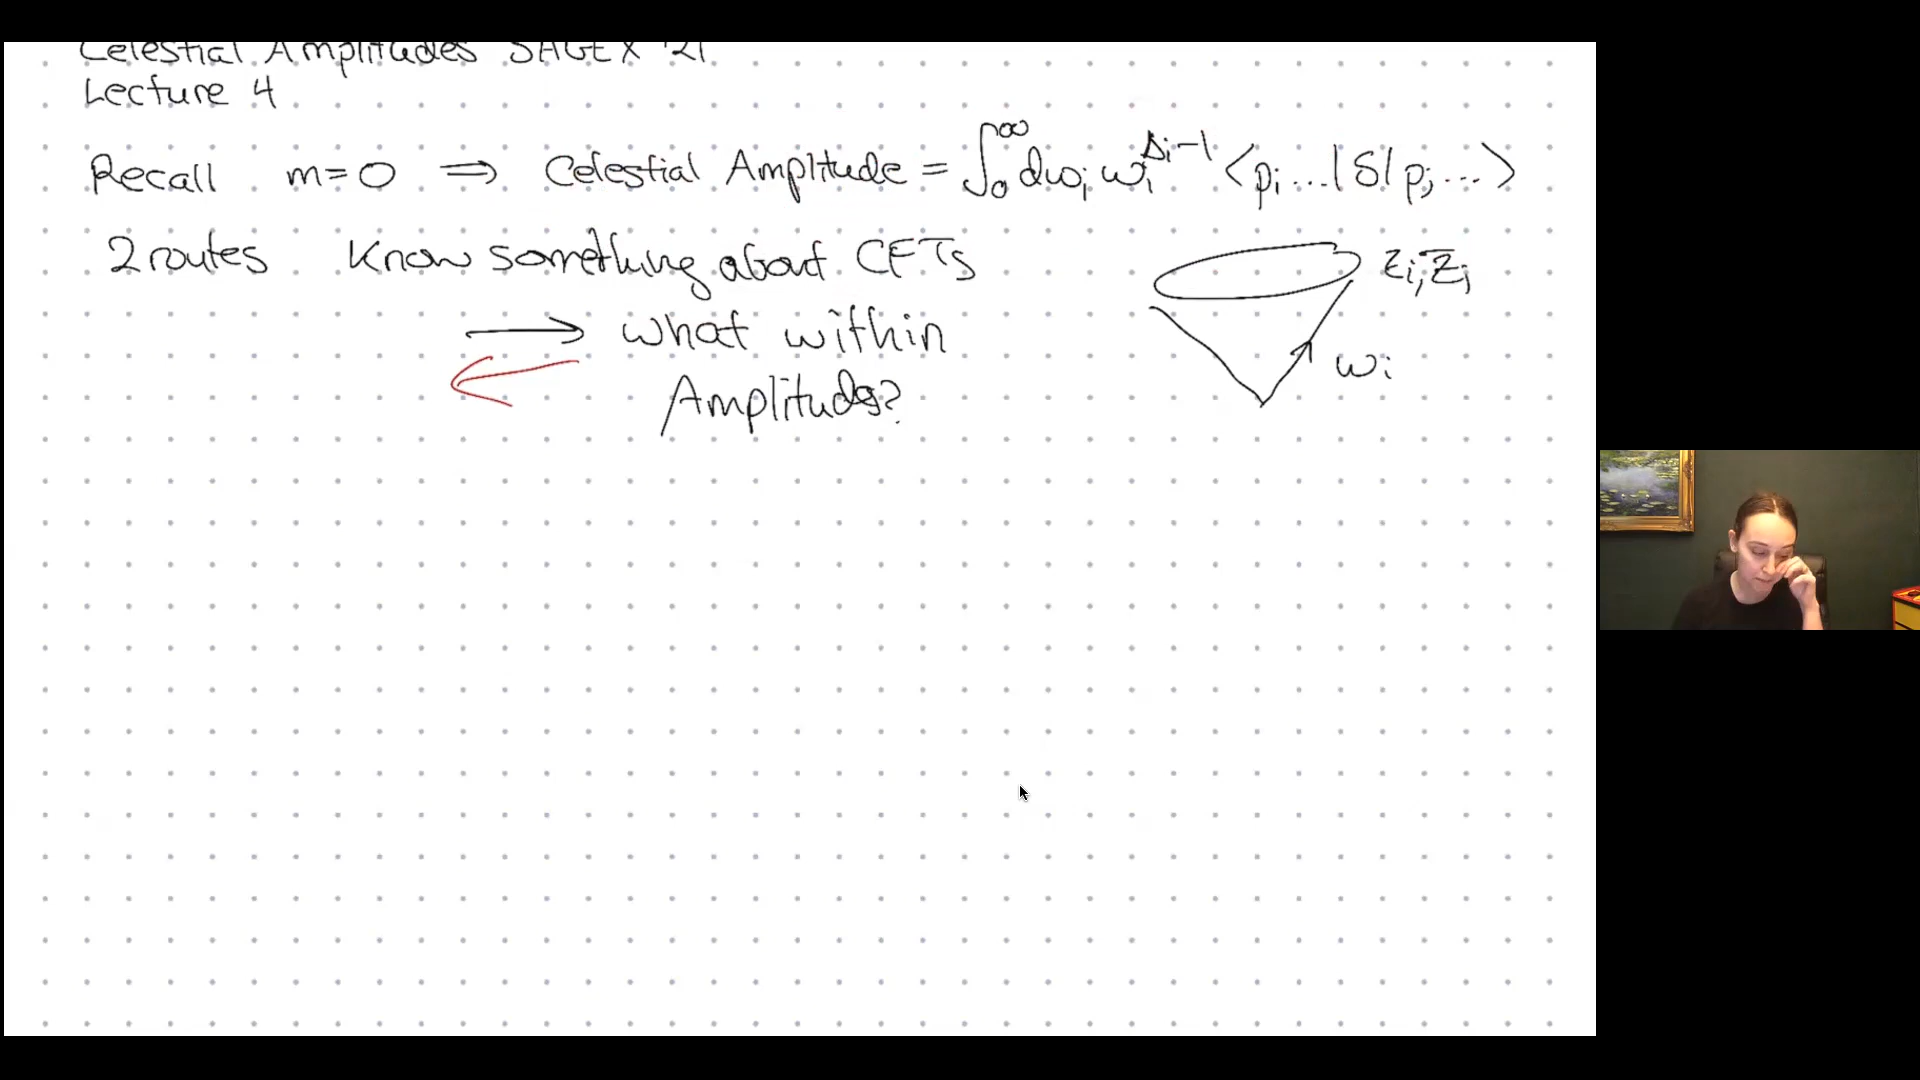 Celestial Amplitudes SAGEX '21
Lecture 4
Recall m=0 ⟹ Celestial Amplitude = ∫₀^∞ dωᵢ ωᵢ^{Δᵢ-1} <pᵢ...|S|pⱼ...>
2 routes Know something about CFTs
zᵢ, z̄ᵢ
→ what within
ωᵢ
← Amplitudes?